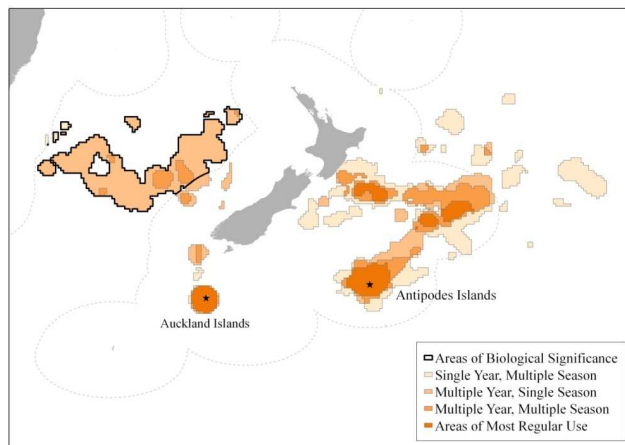 Antipodes Islands
Auckland Islands
Areas of Biological Significance
Single Year, Multiple Season
Multiple Year, Single Season
Multiple Year, Multiple Season
Areas of Most Regular Use